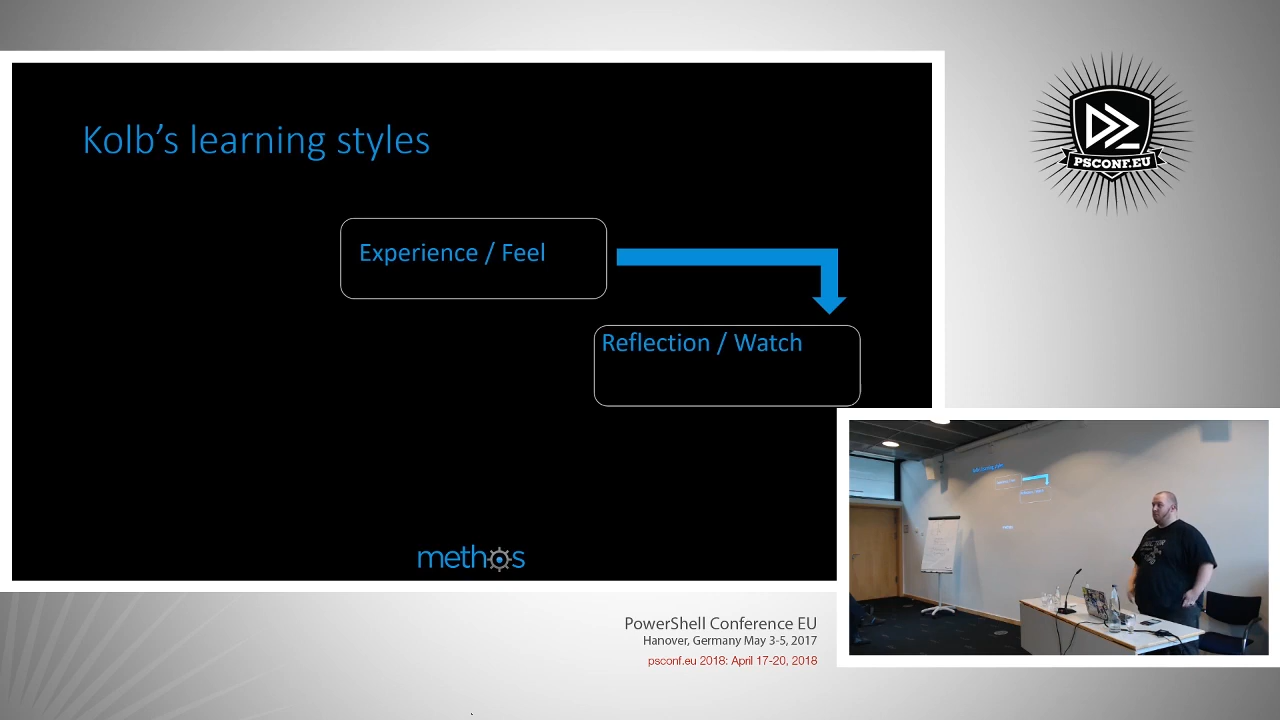 Kolb's learning styles
Experience / Feel
Reflection / Watch
methos
PSCONF.EU
PowerShell Conference EU
Hanover, Germany May 3-5, 2017
psconf.eu 2018: April 17-20, 2018